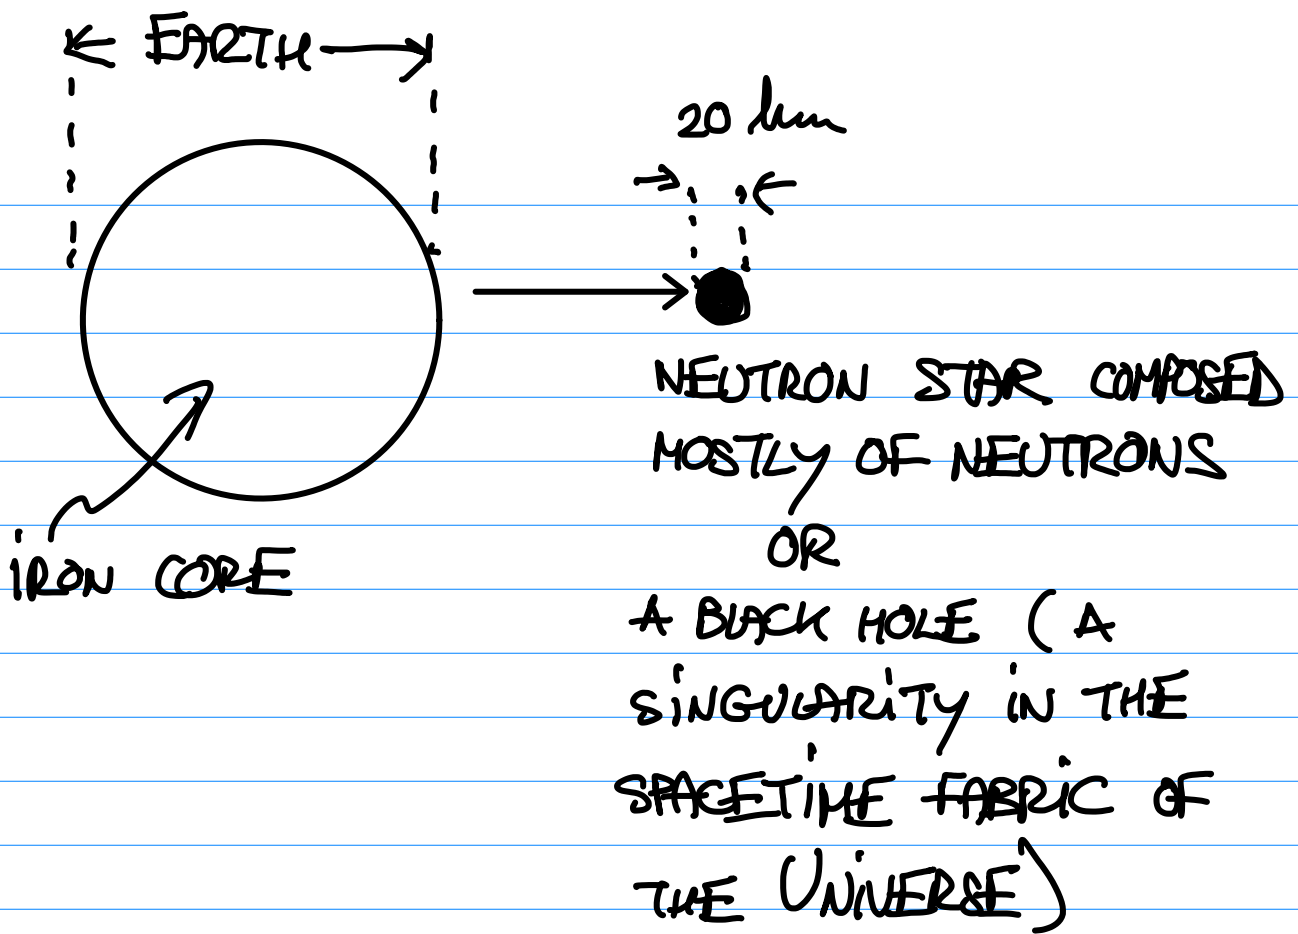 EARTH
20 km
NEUTRON STAR COMPOSED
MOSTLY OF NEUTRONS
OR
IRON CORE
A BLACK HOLE (A
SINGULARITY IN THE
SPACETIME FABRIC OF
THE UNIVERSE)